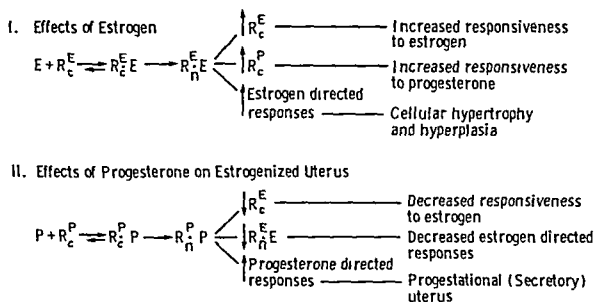 I. Effects of Estrogen
↑R_c^E — Increased responsiveness
to estrogen
E + R_c^E ⇌ R_c^E E → R_n^E E ↑R_c^P — Increased responsiveness
to progesterone
↑Estrogen directed
responses — Cellular hypertrophy
and hyperplasia
II. Effects of Progesterone on Estrogenized Uterus
↓R_c^E — Decreased responsiveness
to estrogen
P + R_c^P ⇌ R_c^P P → R_n^P P ↓R_n^E E — Decreased estrogen directed
responses
↑Progesterone directed
responses — Progestational (Secretory)
uterus